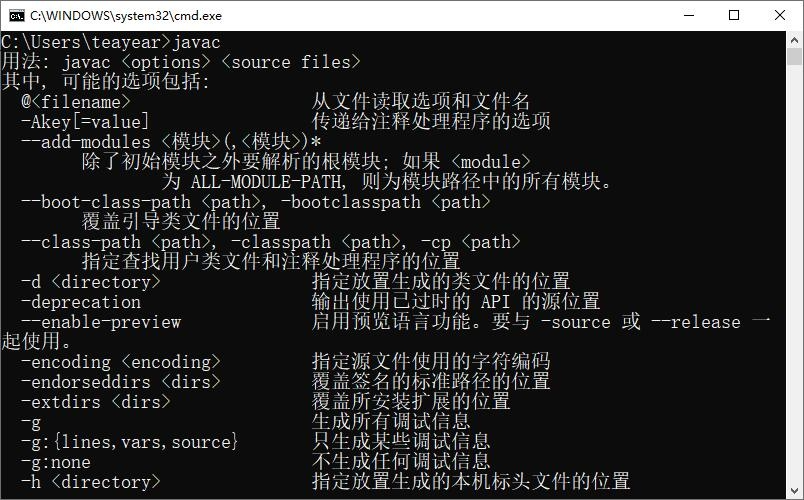 C:\WINDOWS\system32\cmd.exe
C:\Users\teayear>javac
用法: javac <options> <source files>
其中, 可能的选项包括:
  @<filename>                  从文件读取选项和文件名
  -Akey[=value]                传递给注释处理程序的选项
  --add-modules <模块>(,<模块>)*
        除了初始模块之外要解析的根模块; 如果 <module>
                为 ALL-MODULE-PATH, 则为模块路径中的所有模块。
  --boot-class-path <path>, -bootclasspath <path>
        覆盖引导类文件的位置
  --class-path <path>, -classpath <path>, -cp <path>
        指定查找用户类文件和注释处理程序的位置
  -d <directory>               指定放置生成的类文件的位置
  -deprecation                 输出使用已过时的 API 的源位置
  --enable-preview             启用预览语言功能。要与 -source 或 --release 一
起使用。
  -encoding <encoding>         指定源文件使用的字符编码
  -endorseddirs <dirs>         覆盖签名的标准路径的位置
  -extdirs <dirs>              覆盖所安装扩展的位置
  -g                           生成所有调试信息
  -g:{lines,vars,source}       只生成某些调试信息
  -g:none                      不生成任何调试信息
  -h <directory>               指定放置生成的本机标头文件的位置